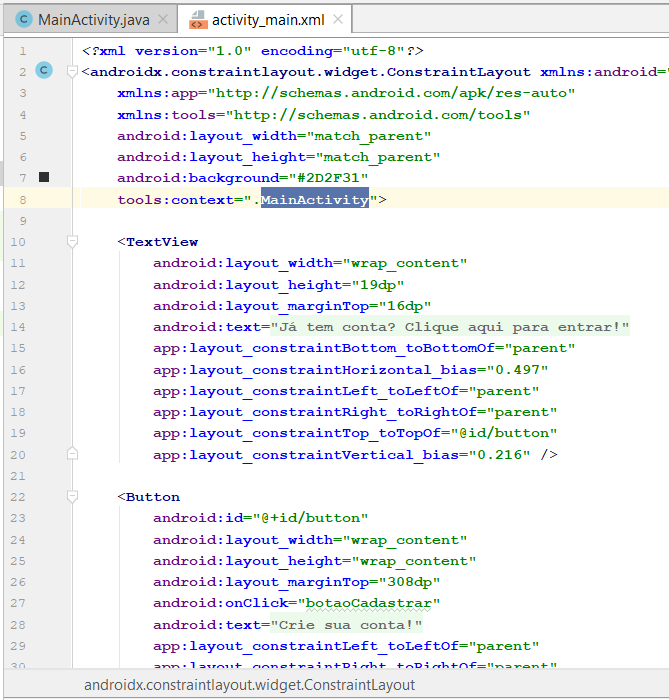 MainActivity.java
activity_main.xml
1 <?xml version="1.0" encoding="utf-8"?>
2 <androidx.constraintlayout.widget.ConstraintLayout xmlns:android="
3 xmlns:app="http://schemas.android.com/apk/res-auto"
4 xmlns:tools="http://schemas.android.com/tools"
5 android:layout_width="match_parent"
6 android:layout_height="match_parent"
7 android:background="#2D2F31"
8 tools:context=".MainActivity">
9
10 <TextView
11 android:layout_width="wrap_content"
12 android:layout_height="19dp"
13 android:layout_marginTop="16dp"
14 android:text="Já tem conta? Clique aqui para entrar!"
15 app:layout_constraintBottom_toBottomOf="parent"
16 app:layout_constraintHorizontal_bias="0.497"
17 app:layout_constraintLeft_toLeftOf="parent"
18 app:layout_constraintRight_toRightOf="parent"
19 app:layout_constraintTop_toTopOf="@id/button"
20 app:layout_constraintVertical_bias="0.216" />
21
22 <Button
23 android:id="@+id/button"
24 android:layout_width="wrap_content"
25 android:layout_height="wrap_content"
26 android:layout_marginTop="308dp"
27 android:onClick="botaoCadastrar"
28 android:text="Crie sua conta!"
29 app:layout_constraintLeft_toLeftOf="parent"
30 app:layout_constraintRight_toRightOf="parent"
androidx.constraintlayout.widget.ConstraintLayout